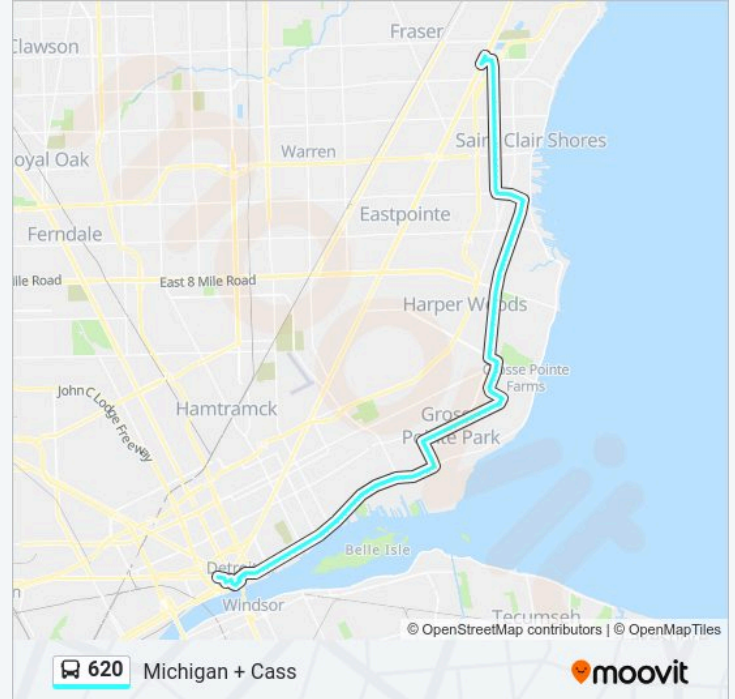 Fraser
Clawson
Saint Clair Shores
oyal Oak
Warren
Eastpointe
Ferndale
ile Road
East 8 Mile Road
Harper Woods
osse Pointe
Farms
John C Lodge Freeway
Hamtramck
Gross
Pointe Park
Belle Isle
Detroit
Windsor
Tecumseh
© OpenStreetMap contributors | © OpenMapTiles
620 Michigan + Cass
moovit